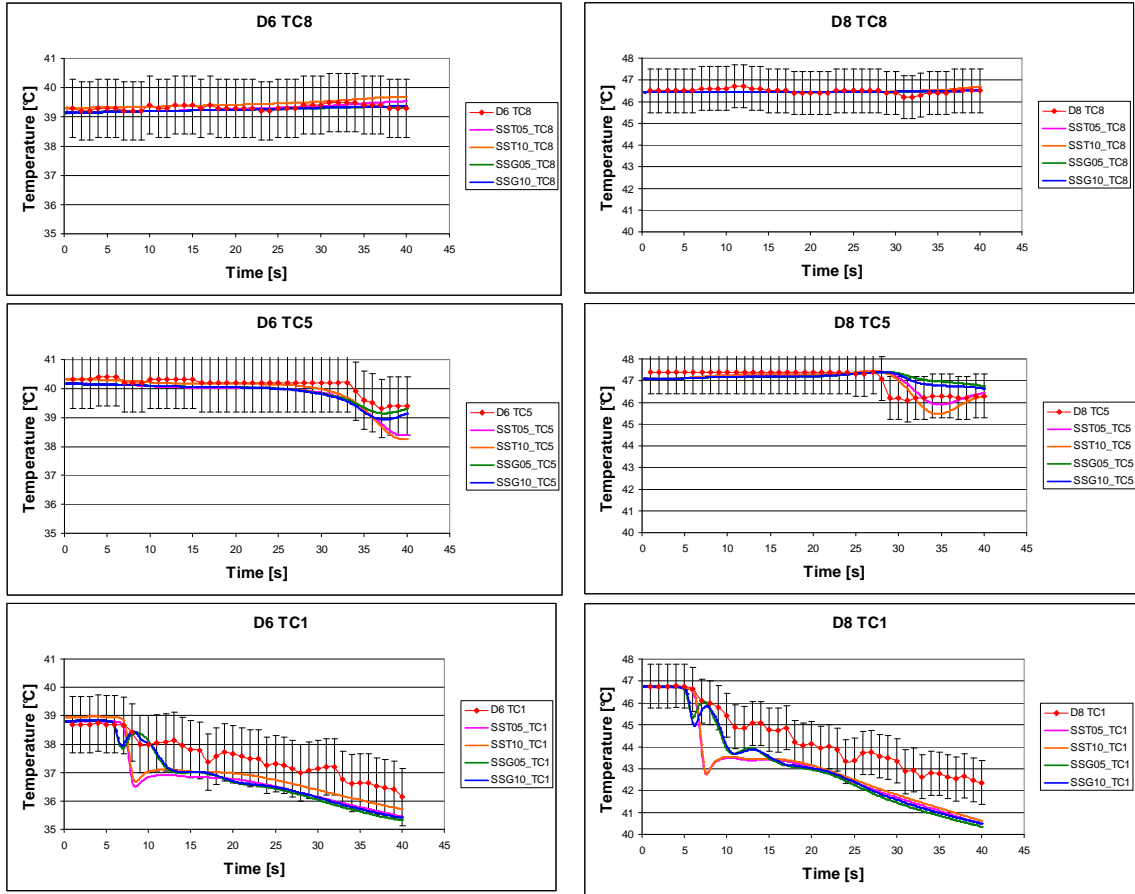 D6 TC8
Temperature [°C]
41
40
39
38
37
36
35
0 5 10 15 20 25 30 35 40 45
Time [s]
D6 TC8
SST05_TC8
SST10_TC8
SSG05_TC8
SSG10_TC8
D8 TC8
Temperature [°C]
48
47
46
45
44
43
42
41
40
0 5 10 15 20 25 30 35 40 45
Time [s]
D8 TC8
SST05_TC8
SST10_TC8
SSG05_TC8
SSG10_TC8
D6 TC5
Temperature [°C]
41
40
39
38
37
36
35
0 5 10 15 20 25 30 35 40 45
Time [s]
D6 TC5
SST05_TC5
SST10_TC5
SSG05_TC5
SSG10_TC5
D8 TC5
Temperature [°C]
48
47
46
45
44
43
42
41
40
0 5 10 15 20 25 30 35 40 45
Time [s]
D8 TC5
SST05_TC5
SST10_TC5
SSG05_TC5
SSG10_TC5
D6 TC1
Temperature [°C]
41
40
39
38
37
36
35
0 5 10 15 20 25 30 35 40 45
Time [s]
D6 TC1
SST05_TC1
SST10_TC1
SSG05_TC1
SSG10_TC1
D8 TC1
Temperature [°C]
48
47
46
45
44
43
42
41
40
0 5 10 15 20 25 30 35 40 45
Time [s]
D8 TC1
SST05_TC1
SST10_TC1
SSG05_TC1
SSG10_TC1